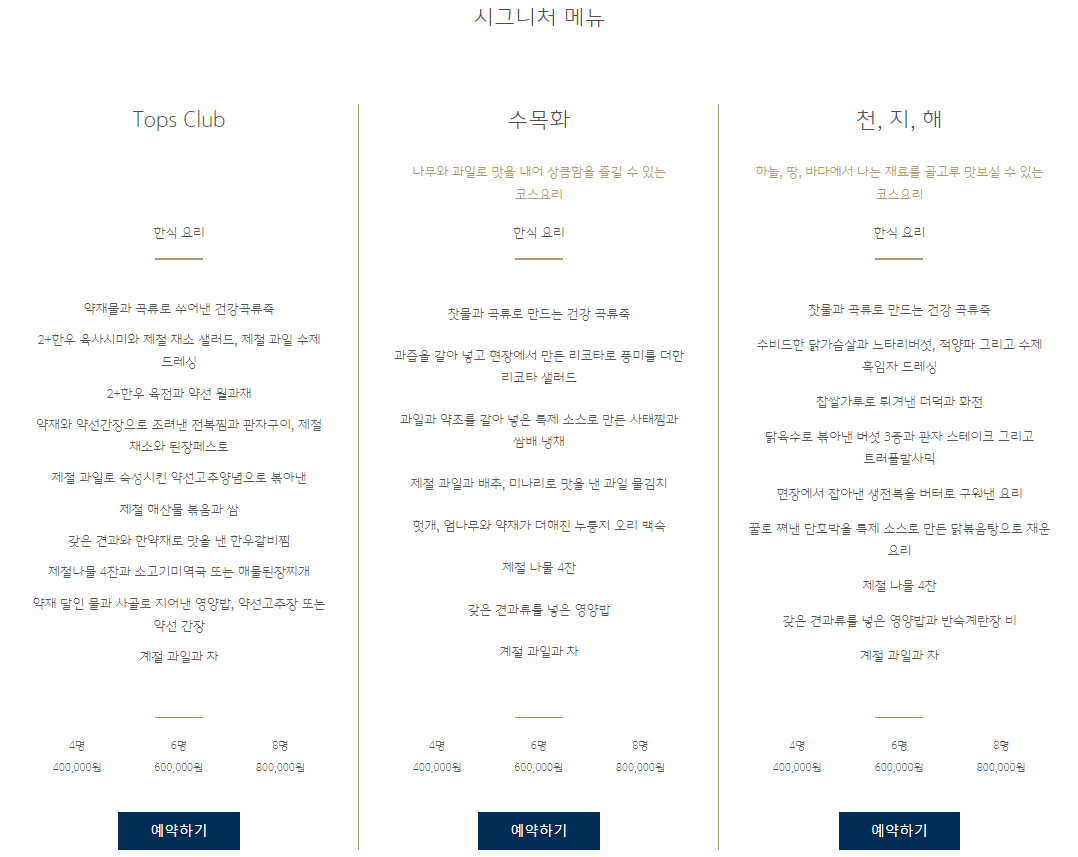 시그니처 메뉴
Tops Club
약재물과 곡류로 쑤어낸 건강곡류죽
한식 요리
2+한우 육사시미와 제철 채소 샐러드, 제철 과일 수제
드레싱
2+한우 육전과 약선 월과채
약재와 약선간장으로 조려낸 전복찜과 관자구이, 제철
채소와 된장페스토
제철 과일로 숙성시킨 약선고추양념으로 볶아낸
제철 해산물 볶음과 쌈
갖은 견과와 한약재로 맛을 낸 한우갈비찜
제철나물 4찬과 소고기미역국 또는 해물된장찌개
약재 달인 물과 사골로 지어낸 영양밥, 약선고추장 또는
약선 간장
계절 과일과 차
4명 6명 8명
400,000원 600,000원 800,000원
예약하기
수목화
나무와 과일로 맛을 내어 상큼함을 즐길 수 있는
코스요리
한식 요리
찻물과 곡류로 만드는 건강 곡류죽
과즙을 갈아 넣고 현장에서 만든 리코타로 풍미를 더한
리코타 샐러드
과일과 약초를 갈아 넣은 특제 소스로 만든 사태찜과
쌈배 냉채
제철 과일과 배추, 미나리로 맛을 낸 과일 물김치
헛개, 엄나무와 약재가 더해진 누룽지 오리 백숙
제철 나물 4찬
갖은 견과류를 넣은 영양밥
계절 과일과 차
4명 6명 8명
400,000원 600,000원 800,000원
예약하기
천, 지, 해
하늘, 땅, 바다에서 나는 재료를 골고루 맛보실 수 있는
코스요리
한식 요리
찻물과 곡류로 만드는 건강 곡류죽
수비드한 닭가슴살과 느타리버섯, 적양파 그리고 수제
흑임자 드레싱
찹쌀가루로 튀겨낸 더덕과 화전
닭육수로 볶아낸 버섯 3종과 관자 스테이크 그리고
트러플발사믹
현장에서 잡아낸 생전복을 버터로 구워낸 요리
꿀로 쪄낸 단호박을 특제 소스로 만든 닭볶음탕으로 채운
요리
제철 나물 4찬
갖은 견과류를 넣은 영양밥과 반숙계란장 비
계절 과일과 차
4명 6명 8명
400,000원 600,000원 800,000원
예약하기